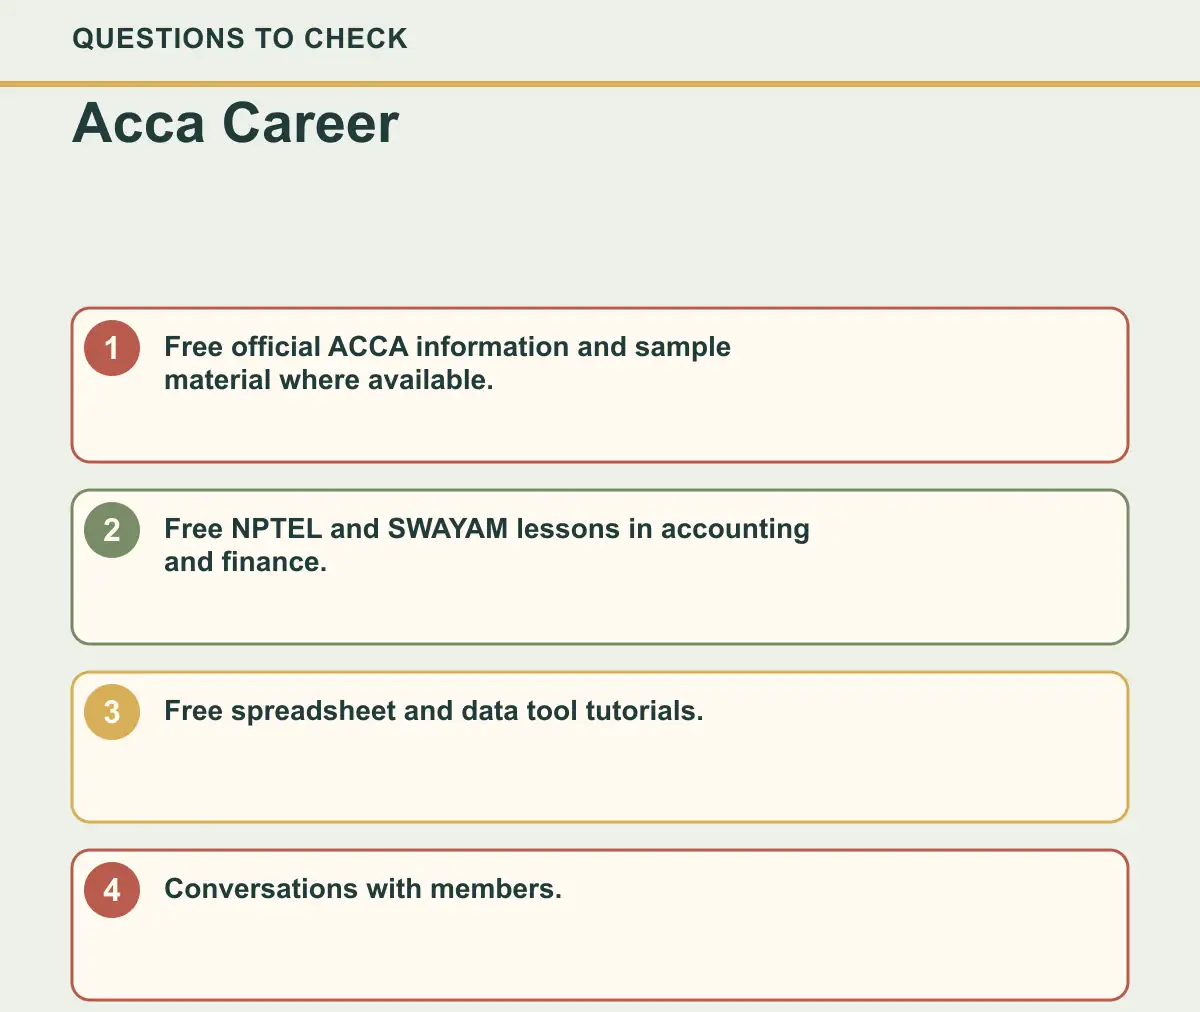 QUESTIONS TO CHECK
Acca Career
1
Free official ACCA information and sample
material where available.
2
Free NPTEL and SWAYAM lessons in accounting
and finance.
3
Free spreadsheet and data tool tutorials.
4
Conversations with members.